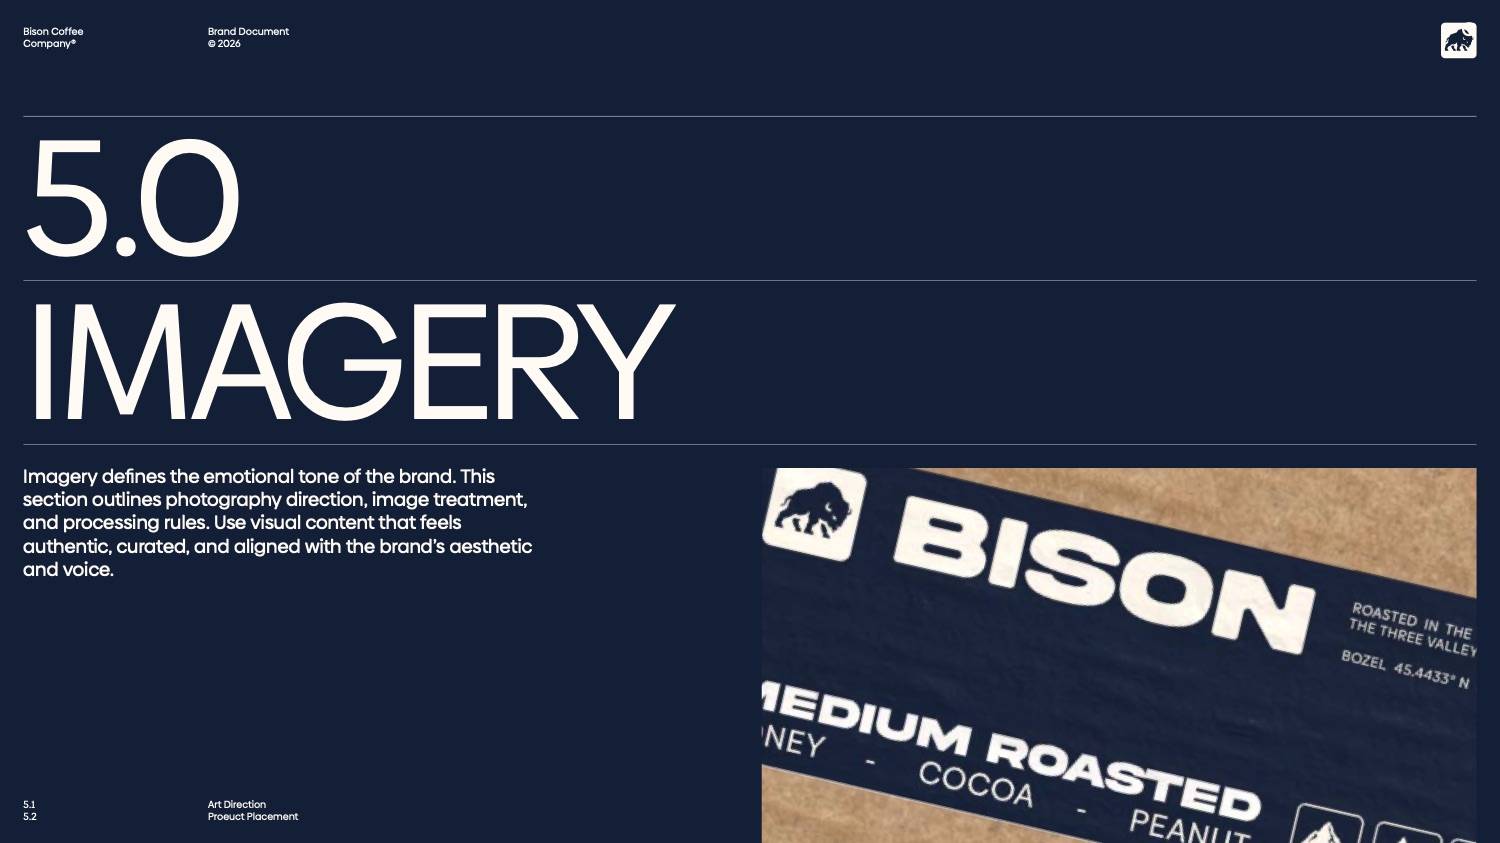 Bison Coffee
Company®
Brand Document
© 2026
5.0
IMAGERY
Imagery defines the emotional tone of the brand. This
section outlines photography direction, image treatment,
and processing rules. Use visual content that feels
authentic, curated, and aligned with the brand’s aesthetic
and voice.
BISON
ROASTED IN THE
THE THREE VALLEY
BOZEL 45.4433° N
MEDIUM ROASTED
ONEY - COCOA - PEANUT
5.1 Art Direction
5.2 Proeuct Placement